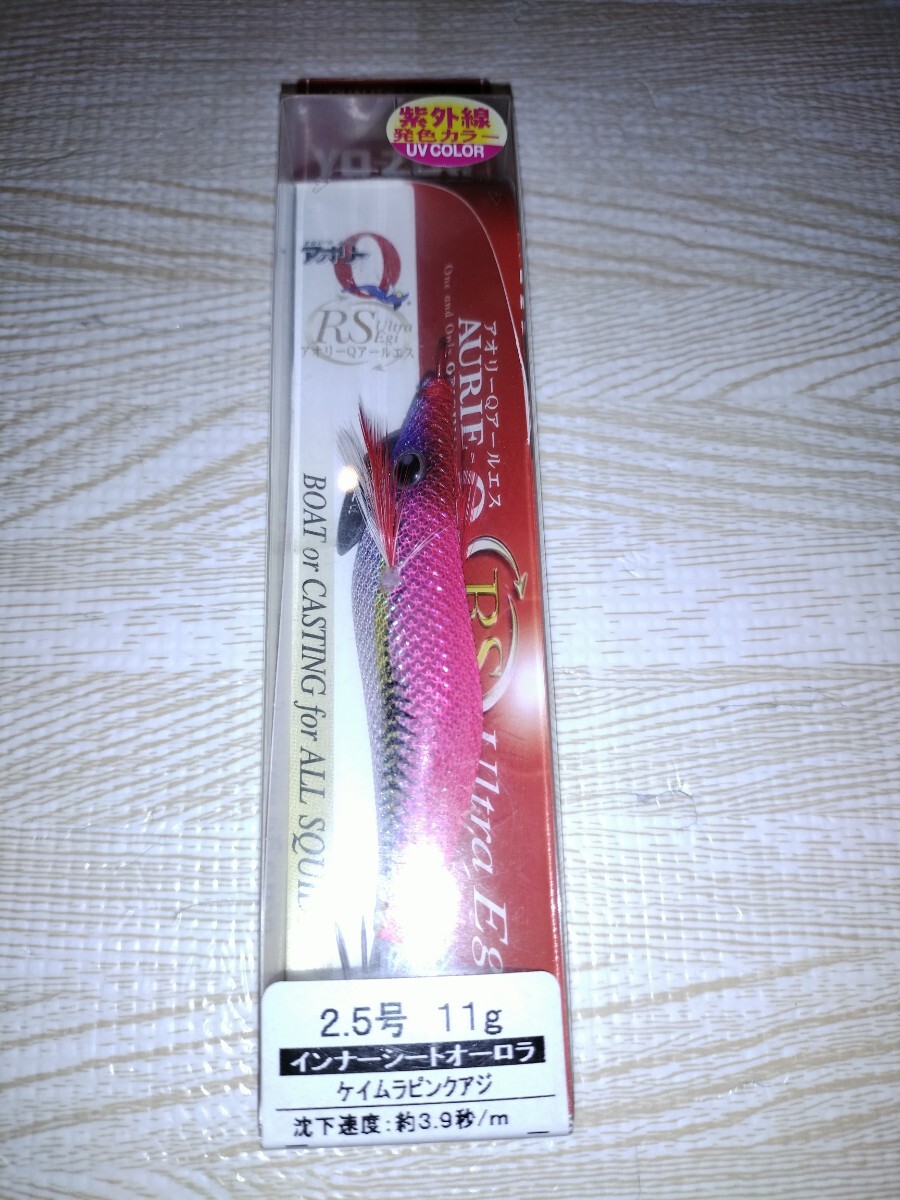 紫外線
発色カラー
UV COLOR
アオリー
Q
RS Ultra
Egi
アオリーQアールエス
アオリーQアールエス
One and Only
AURIE-Q
RS Ultra Eg
BOAT or CASTING for ALL SQUI
2.5号 11g
インナーシートオーロラ
ケイムラピンクアジ
沈下速度:約3.9秒/m